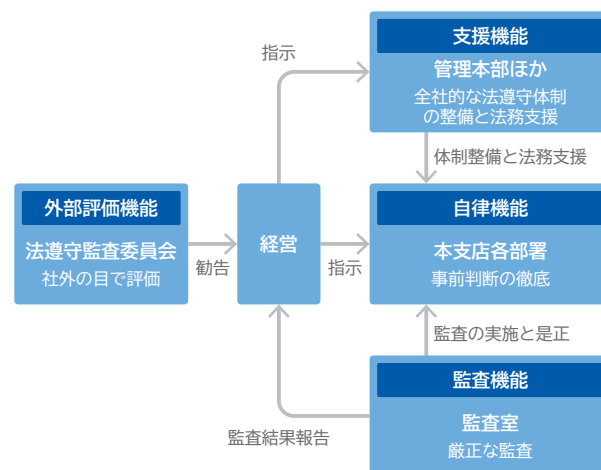 支援機能
管理本部ほか
全社的な法遵守体制
の整備と法務支援
指示
体制整備と法務支援
外部評価機能
法遵守監査委員会
社外の目で評価
勧告
経営
指示
自律機能
本支店各部署
事前判断の徹底
監査の実施と是正
監査機能
監査室
厳正な監査
監査結果報告